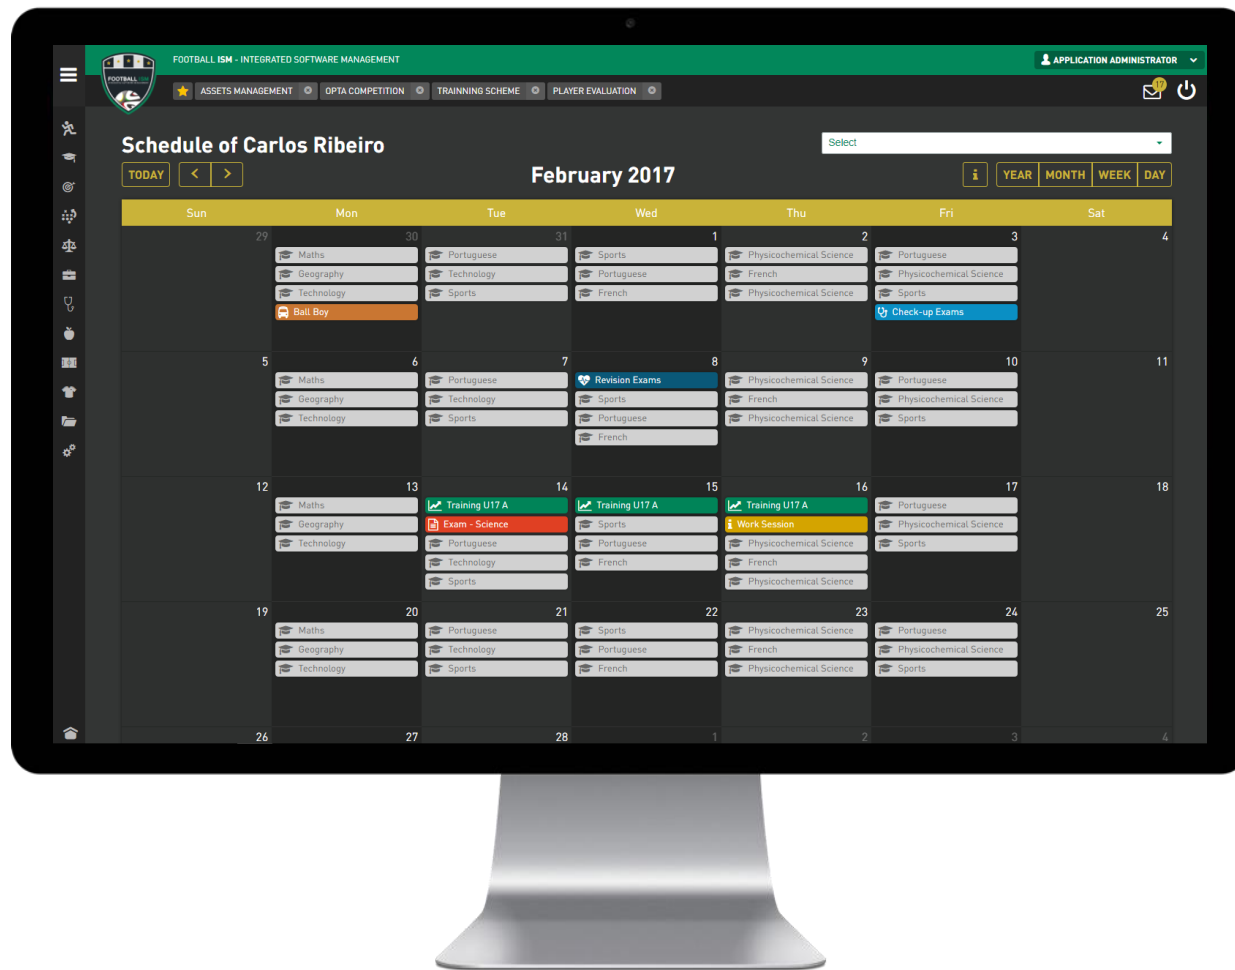 FOOTBALL ISM - INTEGRATED SOFTWARE MANAGEMENT
APPLICATION ADMINISTRATOR
FOOTBALL ISM
ASSETS MANAGEMENT OPTA COMPETITION TRAINNING SCHEME PLAYER EVALUATION
17
Schedule of Carlos Ribeiro
Select
TODAY < > February 2017 i YEAR MONTH WEEK DAY
Sun Mon Tue Wed Thu Fri Sat
29 30 31 1 2 3 4
Maths Portuguese Sports Physicochemical Science Portuguese
Geography Technology Portuguese French Physicochemical Science
Technology Sports French Physicochemical Science Sports
Ball Boy Check-up Exams
5 6 7 8 9 10 11
Maths Portuguese Revision Exams Physicochemical Science Portuguese
Geography Technology Sports French Physicochemical Science
Technology Sports Portuguese Physicochemical Science Sports
French
12 13 14 15 16 17 18
Maths Training U17 A Training U17 A Training U17 A Portuguese
Geography Exam - Science Sports i Work Session Physicochemical Science
Technology Portuguese Portuguese Physicochemical Science Sports
Technology French French
Sports Physicochemical Science
19 20 21 22 23 24 25
Maths Portuguese Sports Physicochemical Science Portuguese
Geography Technology Portuguese French Physicochemical Science
Technology Sports French Physicochemical Science Sports
26 27 28 1 2 3 4